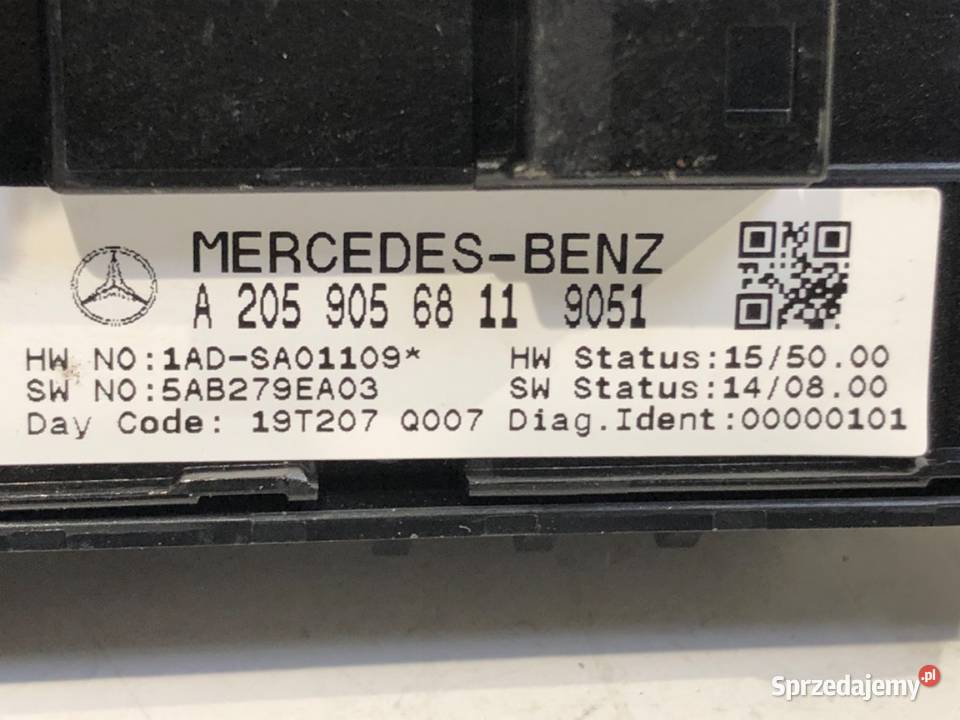 MERCEDES-BENZ
A 205 905 68 11 9051
HW NO:1AD-SA01109* HW Status:15/50.00
SW NO:5AB279EA03 SW Status:14/08.00
Day Code: 19T207 Q007 Diag.Ident:00000101
Sprzedajemy.pl